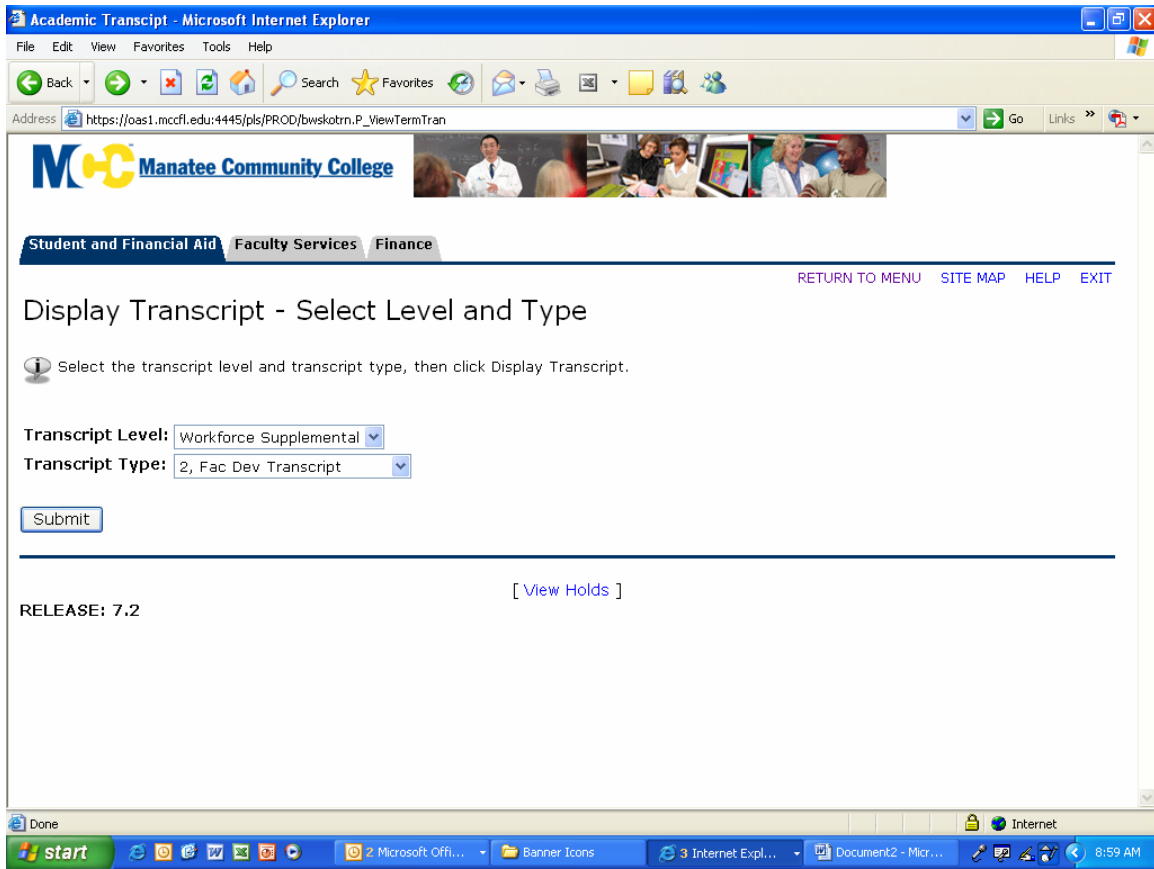 Academic Transcipt - Microsoft Internet Explorer
File Edit View Favorites Tools Help
Back Search Favorites
Address https://oas1.mccfl.edu:4445/pls/PROD/bwskotrn.P_ViewTermTran Go Links »
MCC Manatee Community College
Student and Financial Aid Faculty Services Finance
RETURN TO MENU SITE MAP HELP EXIT
Display Transcript - Select Level and Type
Select the transcript level and transcript type, then click Display Transcript.
Transcript Level: Workforce Supplemental
Transcript Type: 2, Fac Dev Transcript
Submit
[ View Holds ]
RELEASE: 7.2
Done Internet
start 2 Microsoft Offi... Banner Icons 3 Internet Expl... Document2 - Micr... 8:59 AM